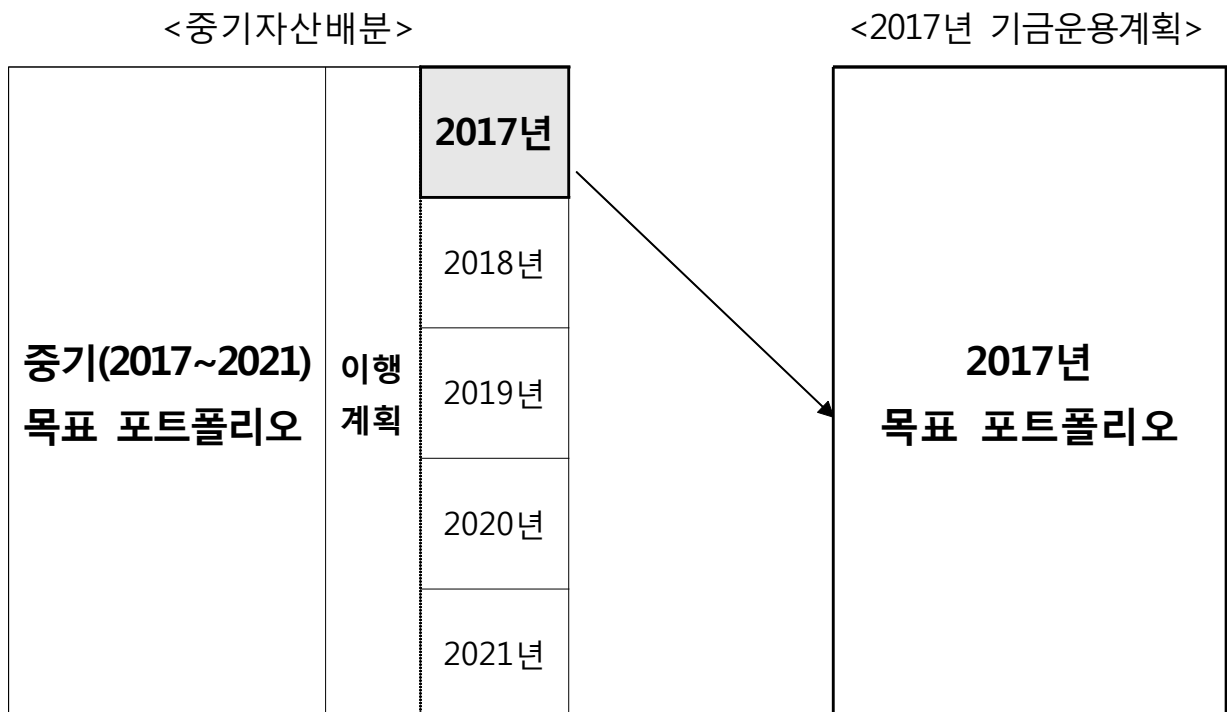 <중기자산배분>
<2017년 기금운용계획>
중기(2017~2021)
목표 포트폴리오
이행
계획
2017년
2018년
2019년
2020년
2021년
2017년
목표 포트폴리오